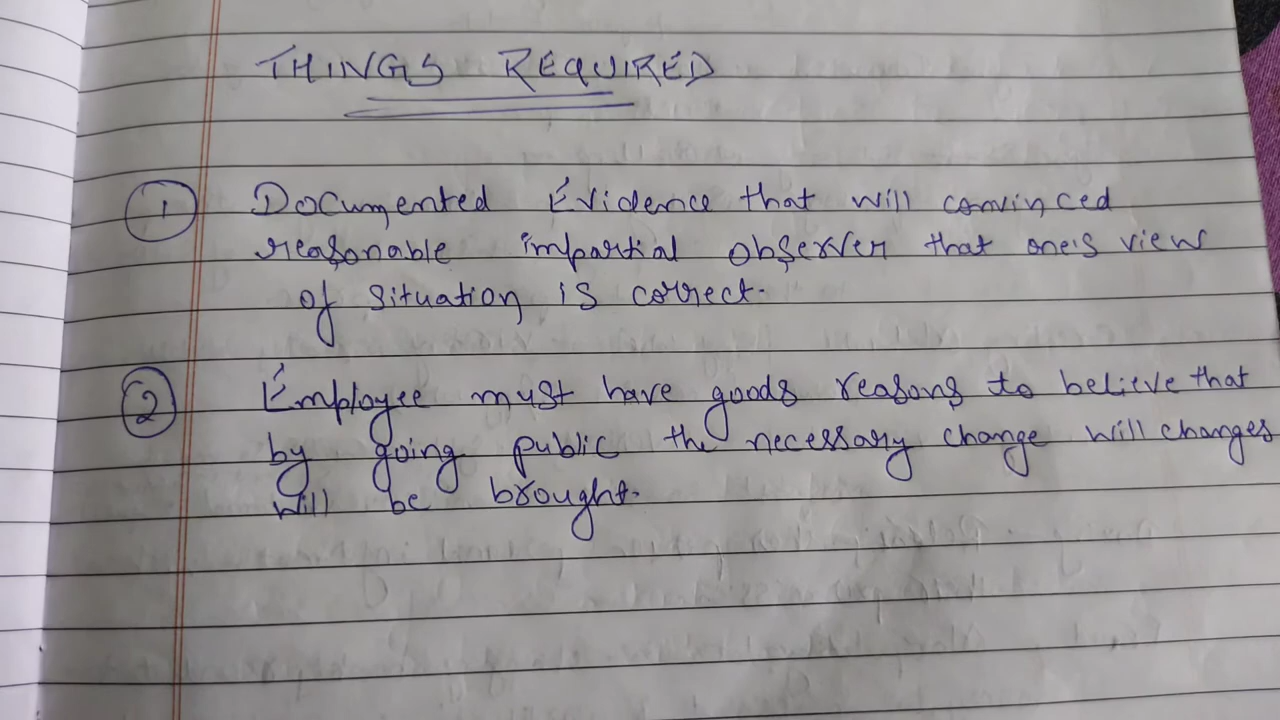 THINGS REQUIRED
① Documented Evidence that will convinced
reasonable impartial observer that one's view
of situation is correct.
② Employee must have goods reasons to believe that
by going public the necessary change will changes
will be brought.